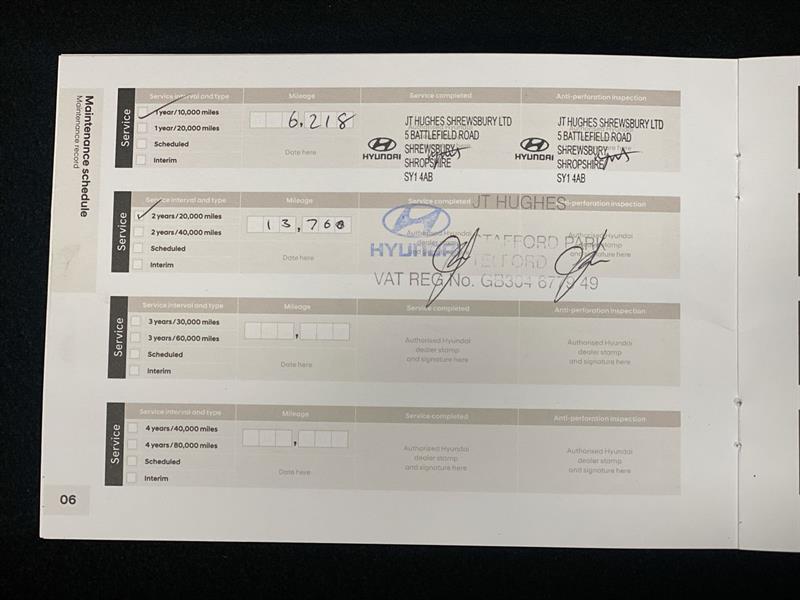 Maintenance schedule
Maintenance record
Service
Service interval and type
Mileage
Service completed
Anti-perforation inspection
1 year/10,000 miles
1 year/20,000 miles
Scheduled
Interim
6,218
Date here
HYUNDAI
JT HUGHES SHREWSBURY LTD
5 BATTLEFIELD ROAD
SHREWSBURY
SHROPSHIRE
SY1 4AB
HYUNDAI
JT HUGHES SHREWSBURY LTD
5 BATTLEFIELD ROAD
SHREWSBURY
SHROPSHIRE
SY1 4AB
Service
Service interval and type
Mileage
Anti-perforation inspection
2 years/20,000 miles
2 years/40,000 miles
Scheduled
Interim
13,760
Date here
HYUNDAI
JT HUGHES
STAFFORD PARK
TELFORD
VAT REG No. GB304 6779 49
Service
Service interval and type
Mileage
Service completed
Anti-perforation inspection
3 years/30,000 miles
3 years/60,000 miles
Scheduled
Interim
,
Date here
Authorised Hyundai
dealer stamp
and signature here
Authorised Hyundai
dealer stamp
and signature here
Service
Service interval and type
Mileage
Service completed
Anti-perforation inspection
4 years/40,000 miles
4 years/80,000 miles
Scheduled
Interim
,
Date here
Authorised Hyundai
dealer stamp
and signature here
Authorised Hyundai
dealer stamp
and signature here
06